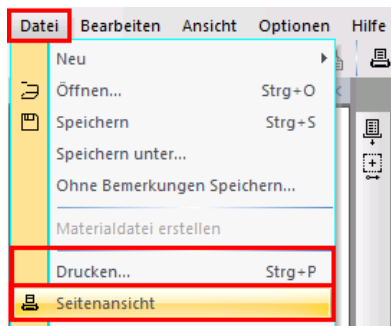 Datei Bearbeiten Ansicht Optionen Hilfe
Neu
Öffnen... Strg+O
Speichern Strg+S
Speichern unter...
Ohne Bemerkungen Speichern...
Materialdatei erstellen
Drucken... Strg+P
Seitenansicht